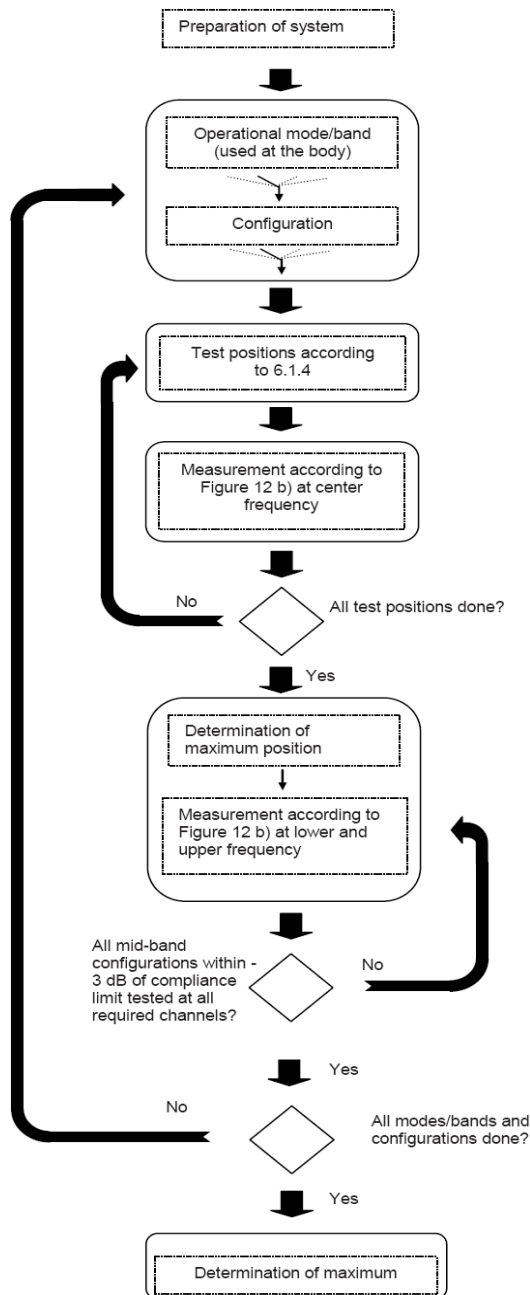 Preparation of system
Operational mode/band
(used at the body)
Configuration
Test positions according
to 6.1.4
Measurement according to
Figure 12 b) at center
frequency
No
All test positions done?
Yes
Determination of
maximum position
Measurement according to
Figure 12 b) at lower and
upper frequency
All mid-band
configurations within -
3 dB of compliance
limit tested at all
required channels?
No
Yes
No
All modes/bands and
configurations done?
Yes
Determination of maximum